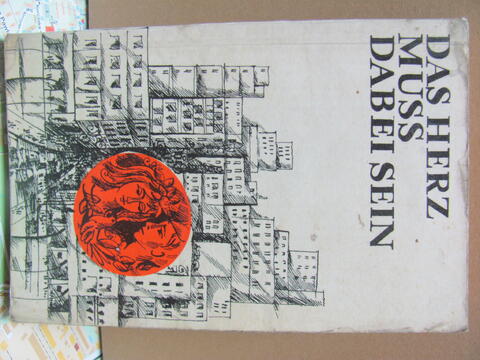 DAS HERZ
MUSS
DABEI SEIN